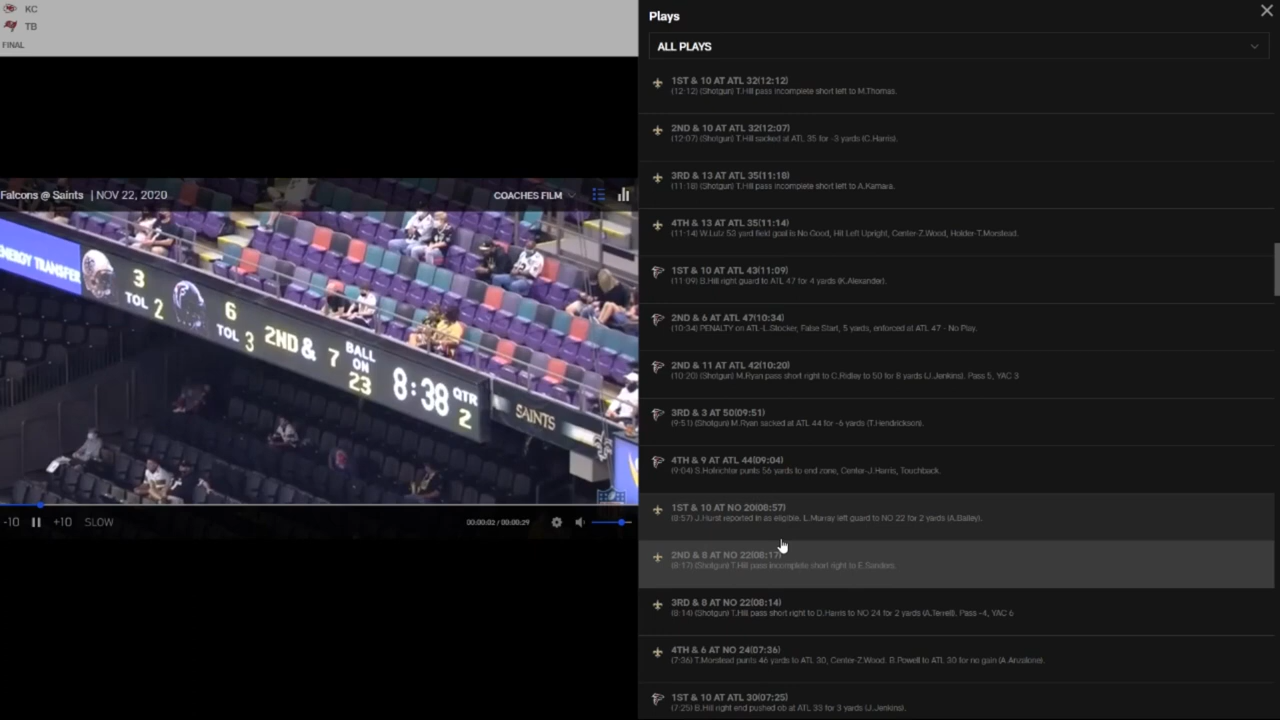 KC
TB
FINAL
Falcons @ Saints | NOV 22, 2020
COACHES FILM
ENERGY TRANSFER
3
TOL 2
6
TOL 3
2ND & 7
BALL
ON
23
8:38
QTR
2
SAINTS
-10
+10
SLOW
00:00:02 / 00:00:29
Plays
ALL PLAYS
1ST & 10 AT ATL 32(12:12)
(12:12) (Shotgun) T.Hill pass incomplete short left to M.Thomas.
2ND & 10 AT ATL 32(12:07)
(12:07) (Shotgun) T.Hill sacked at ATL 35 for -3 yards (C.Harris).
3RD & 13 AT ATL 35(11:18)
(11:18) (Shotgun) T.Hill pass incomplete short left to A.Kamara.
4TH & 13 AT ATL 35(11:14)
(11:14) W.Lutz 53 yard field goal is No Good, Hit Left Upright, Center-Z.Wood, Holder-T.Morstead.
1ST & 10 AT ATL 43(11:09)
(11:09) B.Hill right guard to ATL 47 for 4 yards (K.Alexander).
2ND & 6 AT ATL 47(10:34)
(10:34) PENALTY on ATL-L.Stocker, False Start, 5 yards, enforced at ATL 47 - No Play.
2ND & 11 AT ATL 42(10:20)
(10:20) (Shotgun) M.Ryan pass short right to C.Ridley to 50 for 8 yards (J.Jenkins). Pass 5, YAC 3
3RD & 3 AT 50(09:51)
(9:51) (Shotgun) M.Ryan sacked at ATL 44 for -6 yards (T.Hendrickson).
4TH & 9 AT ATL 44(09:04)
(9:04) S.Hofrichter punts 56 yards to end zone, Center-J.Harris, Touchback.
1ST & 10 AT NO 20(08:57)
(8:57) J.Hurst reported in as eligible. L.Murray left guard to NO 22 for 2 yards (A.Bailey).
2ND & 8 AT NO 22(08:17)
(8:17) (Shotgun) T.Hill pass incomplete short right to E.Sanders.
3RD & 8 AT NO 22(08:14)
(8:14) (Shotgun) T.Hill pass short right to D.Harris to NO 24 for 2 yards (A.Terrell). Pass -4, YAC 6
4TH & 6 AT NO 24(07:36)
(7:36) T.Morstead punts 46 yards to ATL 30, Center-Z.Wood. B.Powell to ATL 30 for no gain (A.Anzalone).
1ST & 10 AT ATL 30(07:25)
(7:25) B.Hill right end pushed ob at ATL 33 for 3 yards (J.Jenkins).